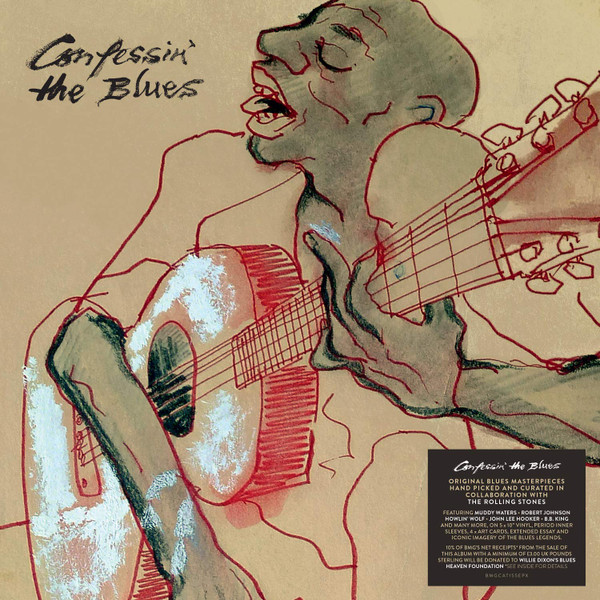 Confessin'
the Blues
Confessin' the Blues
ORIGINAL BLUES MASTERPIECES
HAND PICKED AND CURATED IN
COLLABORATION WITH
THE ROLLING STONES
FEATURING MUDDY WATERS • ROBERT JOHNSON
HOWLIN' WOLF • JOHN LEE HOOKER • B.B. KING
AND MANY MORE, ON 5 x 10" VINYL, PERIOD INNER
SLEEVES, 4 x ART CARDS, EXTENDED ESSAY AND
ICONIC IMAGERY OF THE BLUES LEGENDS.
10% OF BMG'S NET RECEIPTS* FROM THE SALE OF
THIS ALBUM WITH A MINIMUM OF £3.00 UK POUNDS
STERLING WILL BE DONATED TO WILLIE DIXON'S BLUES
HEAVEN FOUNDATION *SEE INSIDE FOR DETAILS
BMGCAT15SEPX